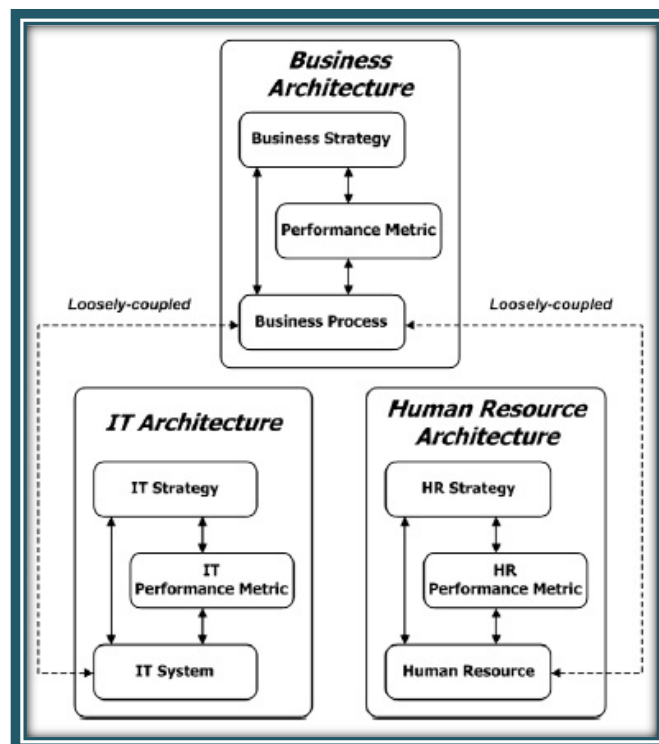 Business
Architecture
Business Strategy
Performance Metric
Loosely-coupled
Loosely-coupled
Business Process
IT Architecture
IT Strategy
IT
Performance Metric
IT System
Human Resource
Architecture
HR Strategy
HR
Performance Metric
Human Resource